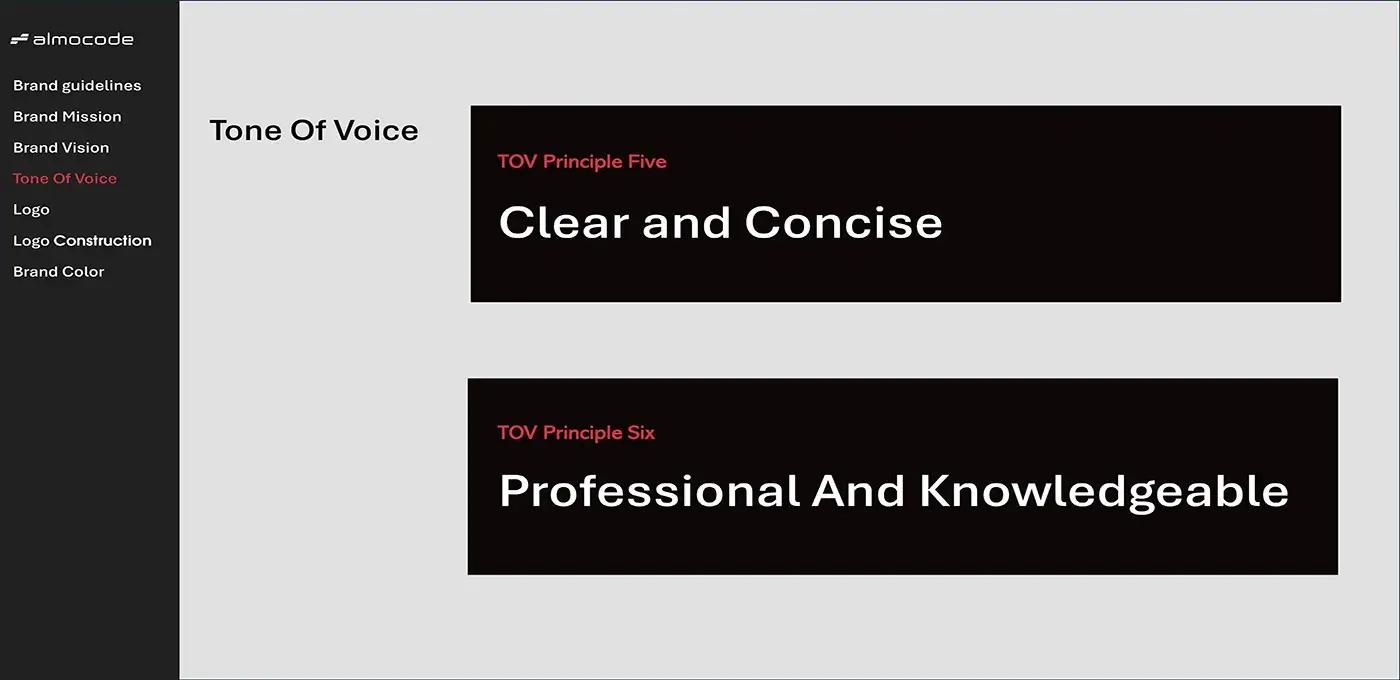 almocode
Brand guidelines
Brand Mission
Brand Vision
Tone Of Voice
Logo
Logo Construction
Brand Color
Tone Of Voice
TOV Principle Five
Clear and Concise
TOV Principle Six
Professional And Knowledgeable